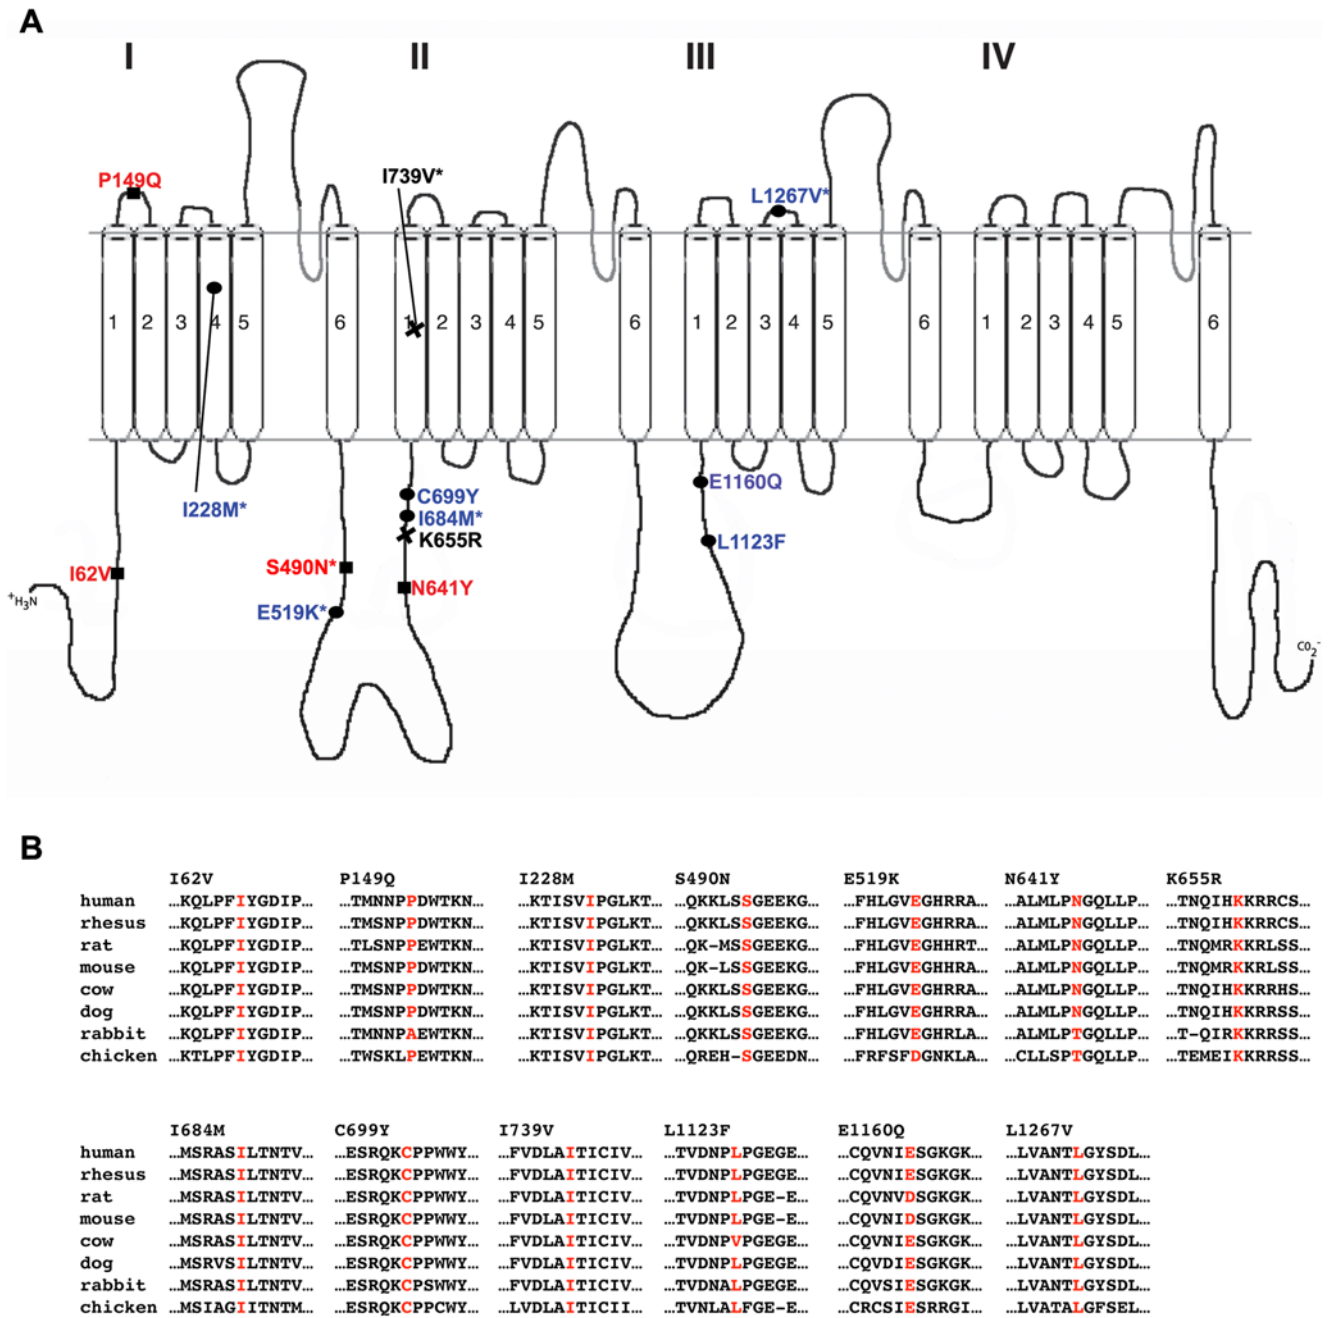 A
I II III IV
P149Q
I739V*
L1267V*
1 2 3 4 5 6 1 2 3 4 5 6 1 2 3 4 5 6 1 2 3 4 5 6
I228M*
C699Y
I684M*
K655R
E1160Q
L1123F
I62V
S490N*
N641Y
E519K*
+H3N
CO2-
B
I62V P149Q I228M S490N E519K N641Y K655R
human …KQLPFIYGDIP… …TMNNPPDWTKN… …KTISVIPGLKT… …QKKLSSGEEKG… …FHLGVEGHRRA… …ALMLPNGQLLP… …TNQIHKKRRCS…
rhesus …KQLPFIYGDIP… …TMSNPPDWTKN… …KTISVIPGLKT… …QKKLSSGEEKG… …FHLGVEGHRRA… …ALMLPNGQLLP… …TNQIHKKRRCS…
rat …KQLPFIYGDIP… …TLSNPPEWTKN… …KTISVIPGLKT… …QK-MSSGEEKG… …FHLGVEGHHRT… …ALMLPNGQLLP… …TNQMRKKRLSS…
mouse …KQLPFIYGDIP… …TMSNPPDWTKN… …KTISVIPGLKT… …QK-LSSGEEKG… …FHLGVEGHHRA… …ALMLPNGQLLP… …TNQMRKKRLSS…
cow …KQLPFIYGDIP… …TMSNPPDWTKN… …KTISVIPGLKT… …QKKLSSGEEKG… …FHLGVEGHRRA… …ALMLPNGQLLP… …TNQIHKKRRHS…
dog …KQLPFIYGDIP… …TMSNPPDWTKN… …KTISVIPGLKT… …QKKLSSGEEKG… …FHLGVEGHRRA… …ALMLPNGQLLP… …TNQIHKKRRSS…
rabbit …KQLPFIYGDIP… …TMNNPAEWTKN… …KTISVIPGLKT… …QKKLSSGEEKG… …FHLGVEGHRLA… …ALMLPTGQLLP… …T-QIRKKRRSS…
chicken …KTLPFIYGDIP… …TWSKLPEWTKN… …KTISVIPGLKT… …QREH-SGEEDN… …FRFSFDGNKLA… …CLLSPTGQLLP… …TEMEIKKRRSS…
I684M C699Y I739V L1123F E1160Q L1267V
human …MSRASILTNTV… …ESRQKCPPWWY… …FVDLAITICIV… …TVDNPLPGEGE… …CQVNIESGKGK… …LVANTLGYSDL…
rhesus …MSRASILTNTV… …ESRQKCPPWWY… …FVDLAITICIV… …TVDNPLPGEGE… …CQVNIESGKGK… …LVANTLGYSDL…
rat …MSRASILTNTV… …ESRQKCPPWWY… …FVDLAITICIV… …TVDNPLPGE-E… …CQVNVDSGKGK… …LVANTLGYSDL…
mouse …MSRASILTNTV… …ESRQKCPPWWY… …FVDLAITICIV… …TVDNPLPGE-E… …CQVNIDSGKGK… …LVANTLGYSDL…
cow …MSRASILTNTV… …ESRQKCPPWWY… …FVDLAITICIV… …TVDNPVPGEGE… …CQVNIESGKGK… …LVANTLGYSDL…
dog …MSRVSILTNTV… …ESRQKCPPWWY… …FVDLAITICIV… …TVDNPLPGEGE… …CQVDIESGKGK… …LVANTLGYSDL…
rabbit …MSRASILTNTV… …ESRQKCPSWWY… …FVDLAITICIV… …TVDNALPGEGE… …CQVSIESGKGK… …LVANTLGYSDL…
chicken …MSIAGIITNTM… …ESRQKCPPCWY… …LVDLAITICII… …TVNLALFGE-E… …CRCSIESRRGI… …LVATALGFSEL…